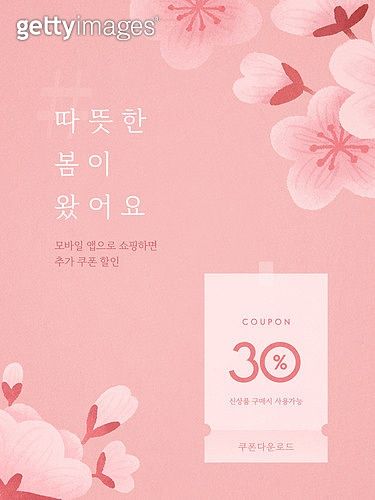 gettyimages®
#
따뜻한
봄이
왔어요
모바일 앱으로 쇼핑하면
추가 쿠폰 할인
COUPON
30%
신상품 구매시 사용가능
쿠폰다운로드